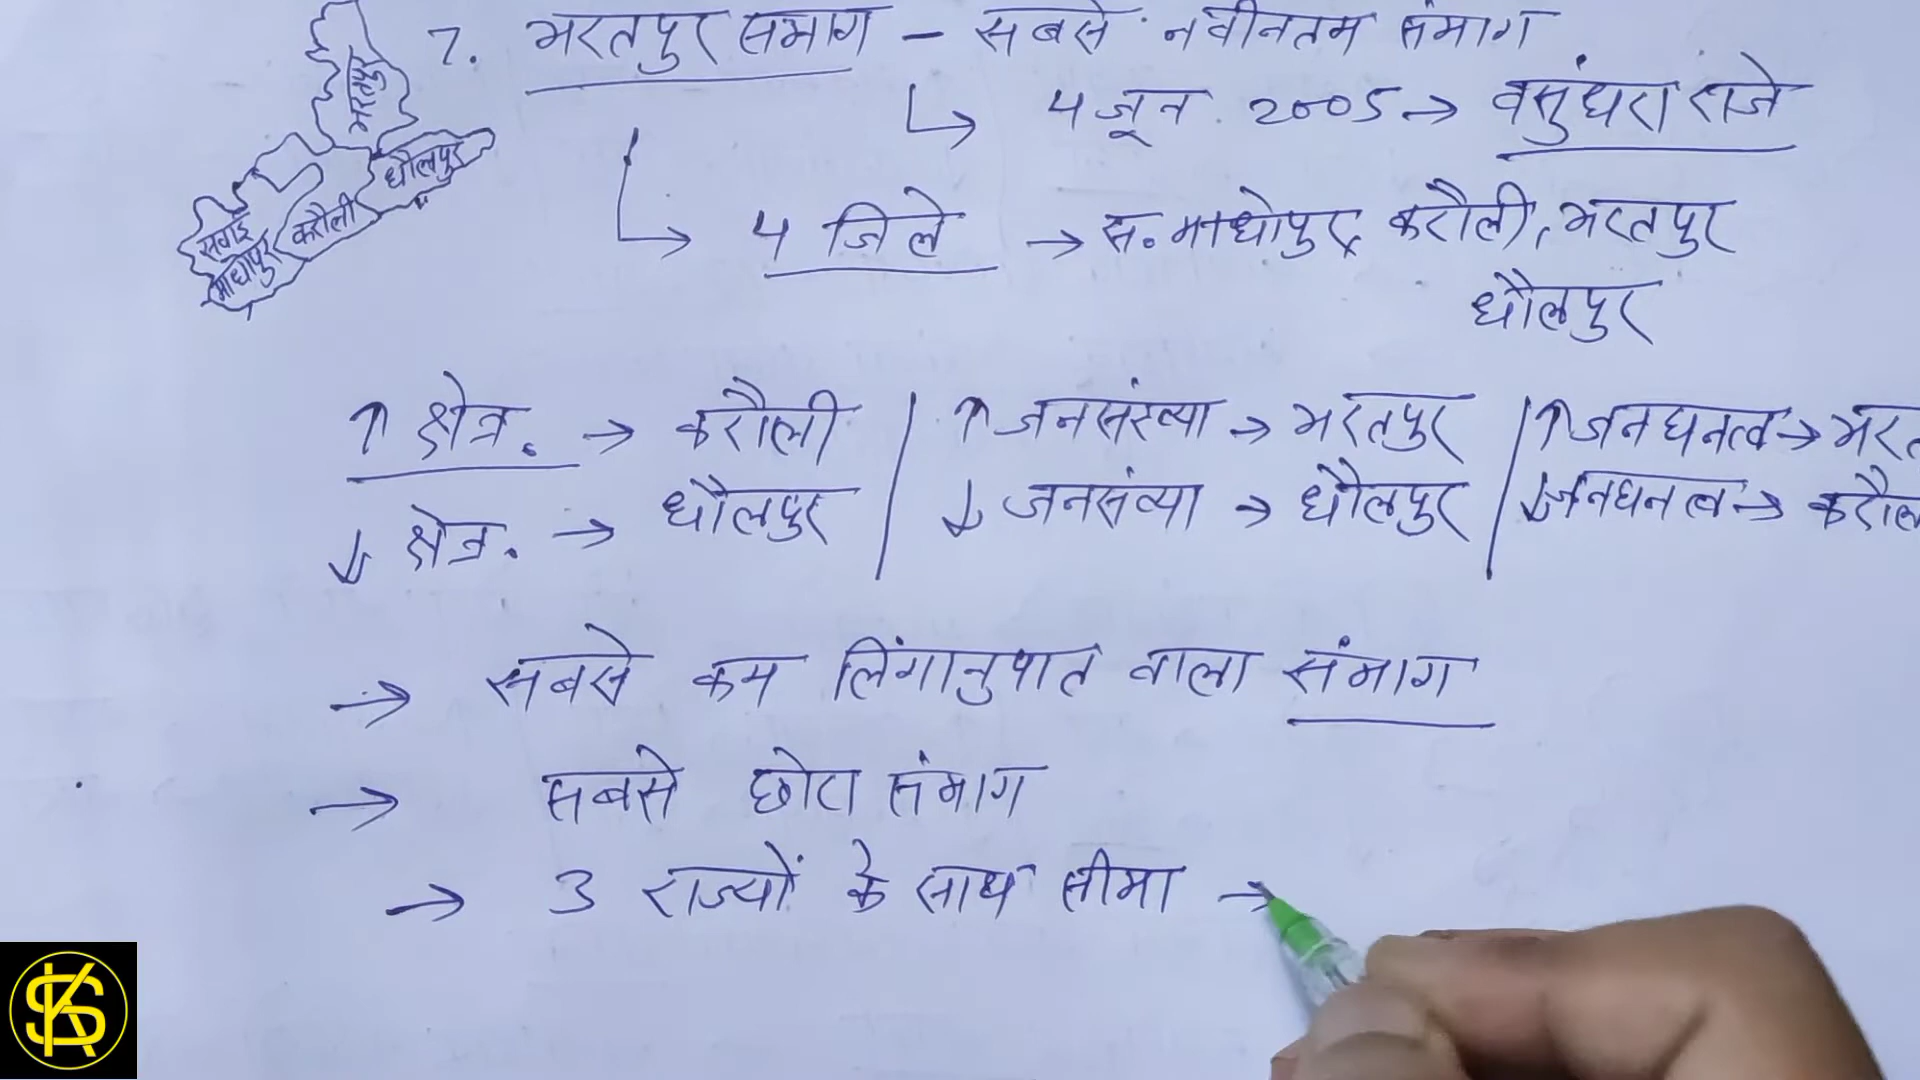 7. भरतपुर संभाग - सबसे नवीनतम संभाग
↳ 4 जून 2005 → वसुंधरा राजे
↳ 4 जिले → स. माधोपुर, करौली, भरतपुर
धौलपुर
भरतपुर
धौलपुर
करौली
सवाई
माधोपुर
↑ क्षेत्र. → करौली | ↑ जनसंख्या → भरतपुर | ↑ जनघनत्व → भरत
↓ क्षेत्र. → धौलपुर | ↓ जनसंख्या → धौलपुर | ↓ जनघनत्व → करौल
→ सबसे कम लिंगानुपात वाला संभाग
→ सबसे छोटा संभाग
→ 3 राज्यों के साथ सीमा →